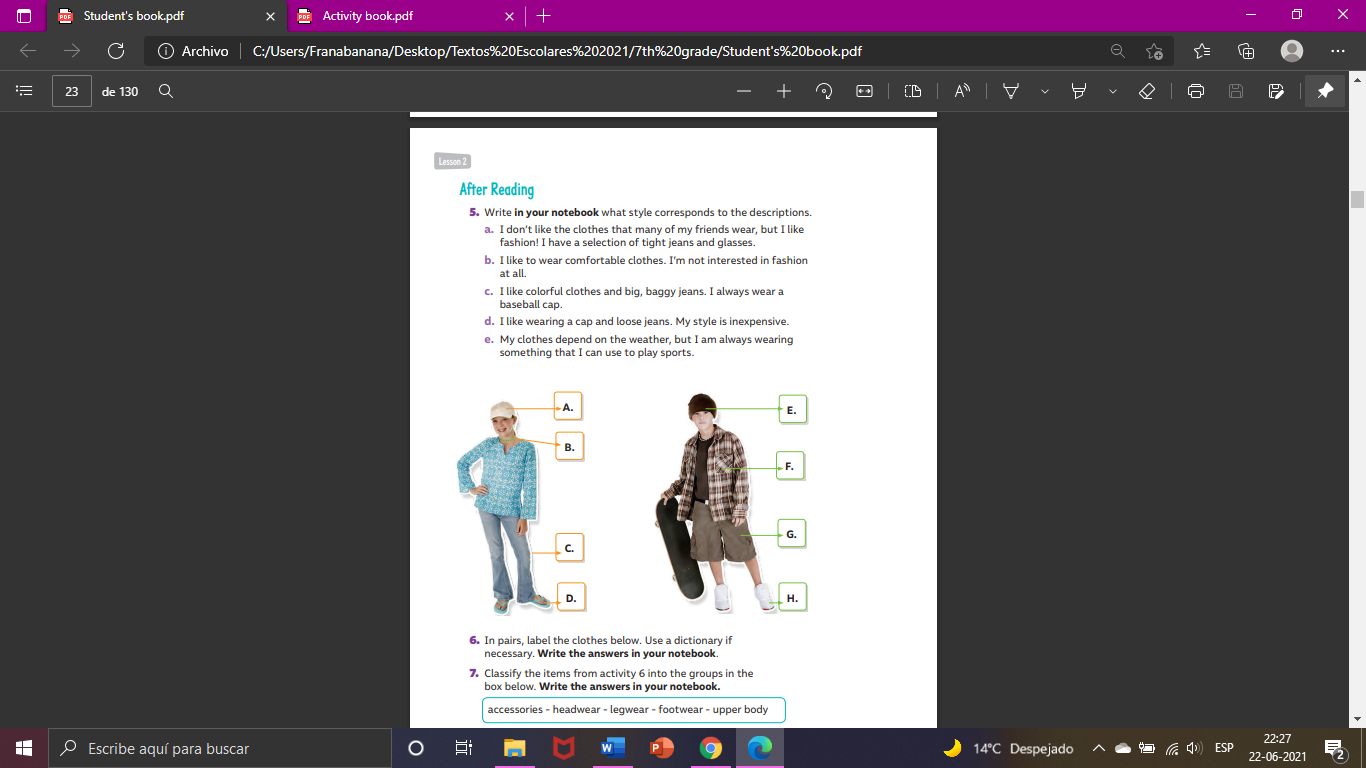 Student's book.pdf
Activity book.pdf
Archivo
C:/Users/Franabanana/Desktop/Textos%20Escolares%202021/7th%20grade/Student's%20book.pdf
23 de 130
Lesson 2
After Reading
5. Write in your notebook what style corresponds to the descriptions.
a. I don't like the clothes that many of my friends wear, but I like
fashion! I have a selection of tight jeans and glasses.
b. I like to wear comfortable clothes. I'm not interested in fashion
at all.
c. I like colorful clothes and big, baggy jeans. I always wear a
baseball cap.
d. I like wearing a cap and loose jeans. My style is inexpensive.
e. My clothes depend on the weather, but I am always wearing
something that I can use to play sports.
A.
B.
C.
D.
E.
F.
G.
H.
6. In pairs, label the clothes below. Use a dictionary if
necessary. Write the answers in your notebook.
7. Classify the items from activity 6 into the groups in the
box below. Write the answers in your notebook.
accessories - headwear - legwear - footwear - upper body
Escribe aquí para buscar
14°C Despejado
ESP
22:27
22-06-2021
2